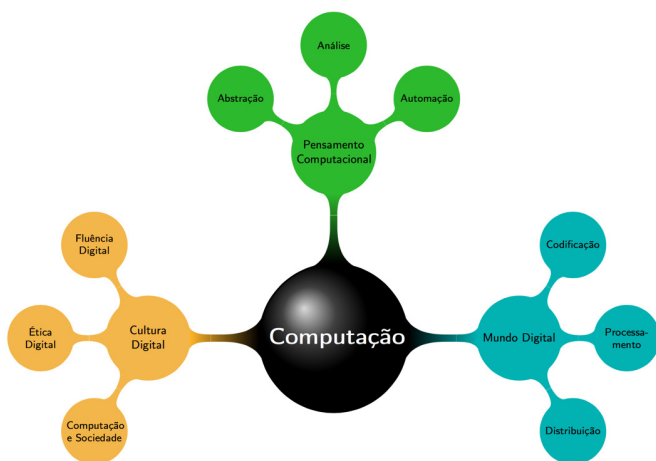 Análise
Abstração
Automação
Pensamento
Computacional
Fluência
Digital
Ética
Digital
Computação
e Sociedade
Cultura
Digital
Computação
Mundo Digital
Codificação
Processa-
mento
Distribuição